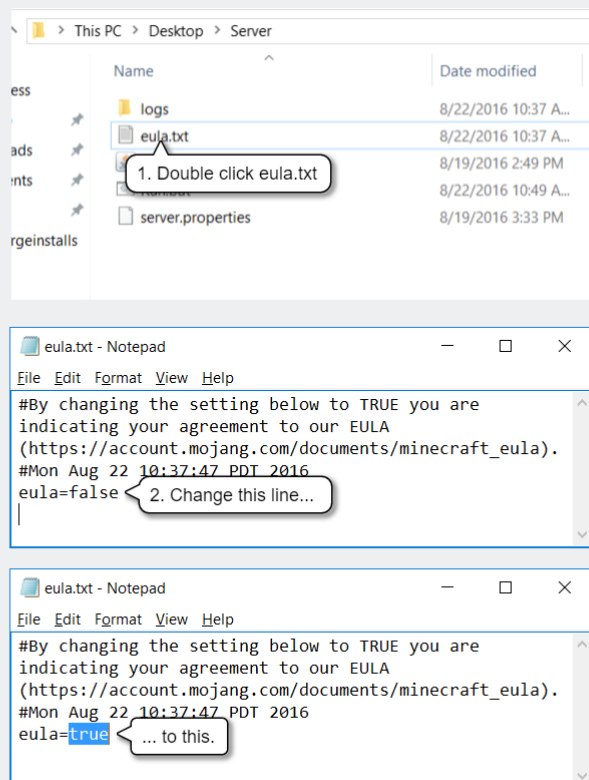 This PC > Desktop > Server
Name Date modified
ess
logs 8/22/2016 10:37 A...
eula.txt 8/22/2016 10:37 A...
ads
8/19/2016 2:49 PM
1. Double click eula.txt
ents
8/22/2016 10:49 A...
server.properties 8/19/2016 3:33 PM
rgeinstalls
eula.txt - Notepad
File Edit Format View Help
#By changing the setting below to TRUE you are
indicating your agreement to our EULA
(https://account.mojang.com/documents/minecraft_eula).
#Mon Aug 22 10:37:47 PDT 2016
eula=false
2. Change this line...
eula.txt - Notepad
File Edit Format View Help
#By changing the setting below to TRUE you are
indicating your agreement to our EULA
(https://account.mojang.com/documents/minecraft_eula).
#Mon Aug 22 10:37:47 PDT 2016
eula=true
... to this.